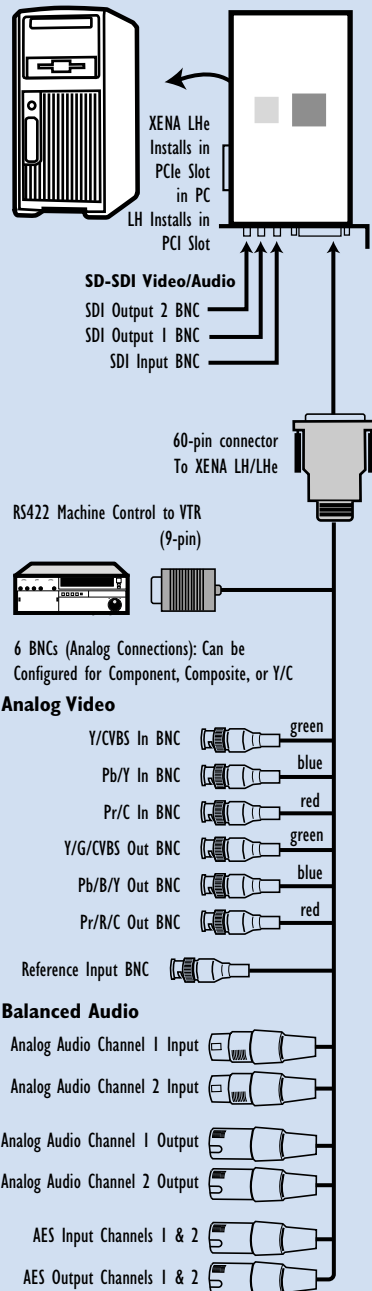 XENA LHe
Installs in
PCIe Slot
in PC
LH Installs in
PCI Slot
SD-SDI Video/Audio
SDI Output 2 BNC
SDI Output 1 BNC
SDI Input BNC
60-pin connector
To XENA LH/LHe
RS422 Machine Control to VTR
(9-pin)
6 BNCs (Analog Connections): Can be
Configured for Component, Composite, or Y/C
Analog Video
Y/CVBS In BNC
green
Pb/Y In BNC
blue
Pr/C In BNC
red
Y/G/CVBS Out BNC
green
Pb/B/Y Out BNC
blue
Pr/R/C Out BNC
red
Reference Input BNC
Balanced Audio
Analog Audio Channel 1 Input
Analog Audio Channel 2 Input
Analog Audio Channel 1 Output
Analog Audio Channel 2 Output
AES Input Channels 1 & 2
AES Output Channels 1 & 2